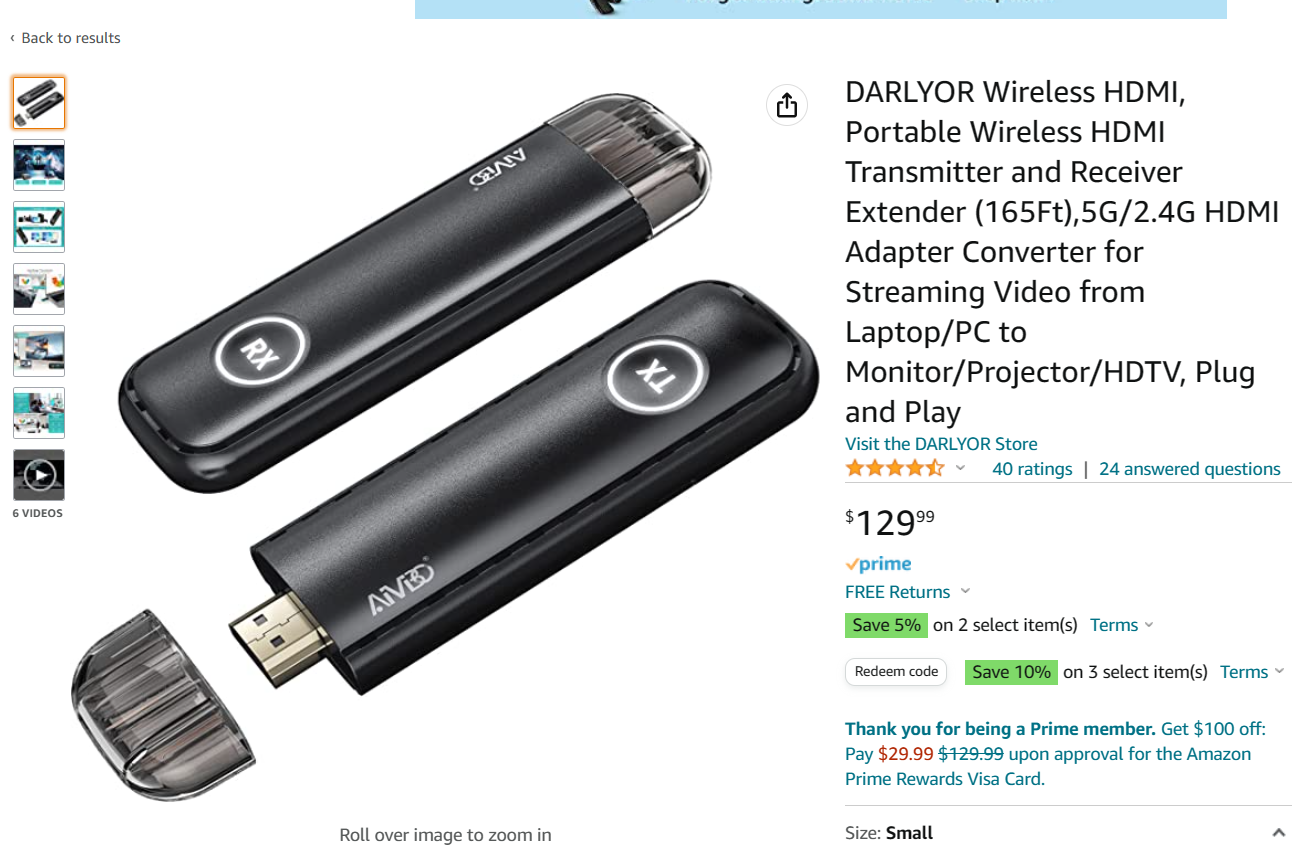 ‹ Back to results
DARLYOR Wireless HDMI,
Portable Wireless HDMI
Transmitter and Receiver
Extender (165Ft),5G/2.4G HDMI
Adapter Converter for
Streaming Video from
Laptop/PC to
Monitor/Projector/HDTV, Plug
and Play
Visit the DARLYOR Store
40 ratings | 24 answered questions
$129 99
prime
FREE Returns
Save 5% on 2 select item(s) Terms
Redeem code Save 10% on 3 select item(s) Terms
Thank you for being a Prime member. Get $100 off:
Pay $29.99 $129.99 upon approval for the Amazon
Prime Rewards Visa Card.
Size: Small
AIVBO®
RX
TX
AIVBO®
6 VIDEOS
Roll over image to zoom in